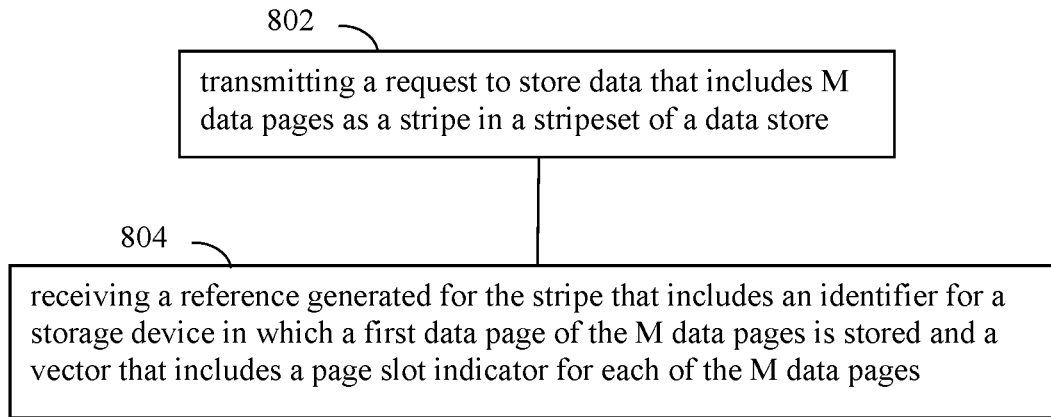 802
transmitting a request to store data that includes M
data pages as a stripe in a stripeset of a data store
804
receiving a reference generated for the stripe that includes an identifier for a
storage device in which a first data page of the M data pages is stored and a
vector that includes a page slot indicator for each of the M data pages